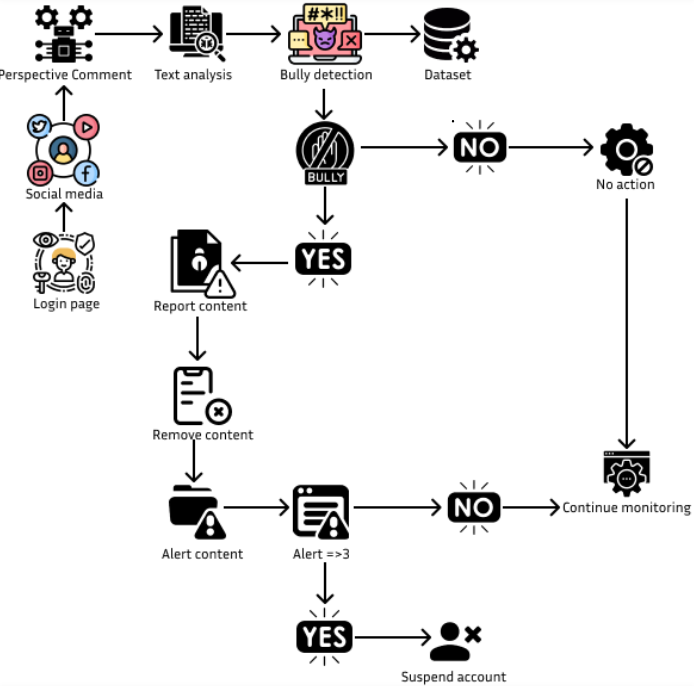 #*!!
Perspective Comment
Text analysis
Bully detection
Dataset
BULLY
NO
No action
Social media
Login page
YES
Report content
Remove content
Alert content
Alert =>3
NO
Continue monitoring
YES
Suspend account